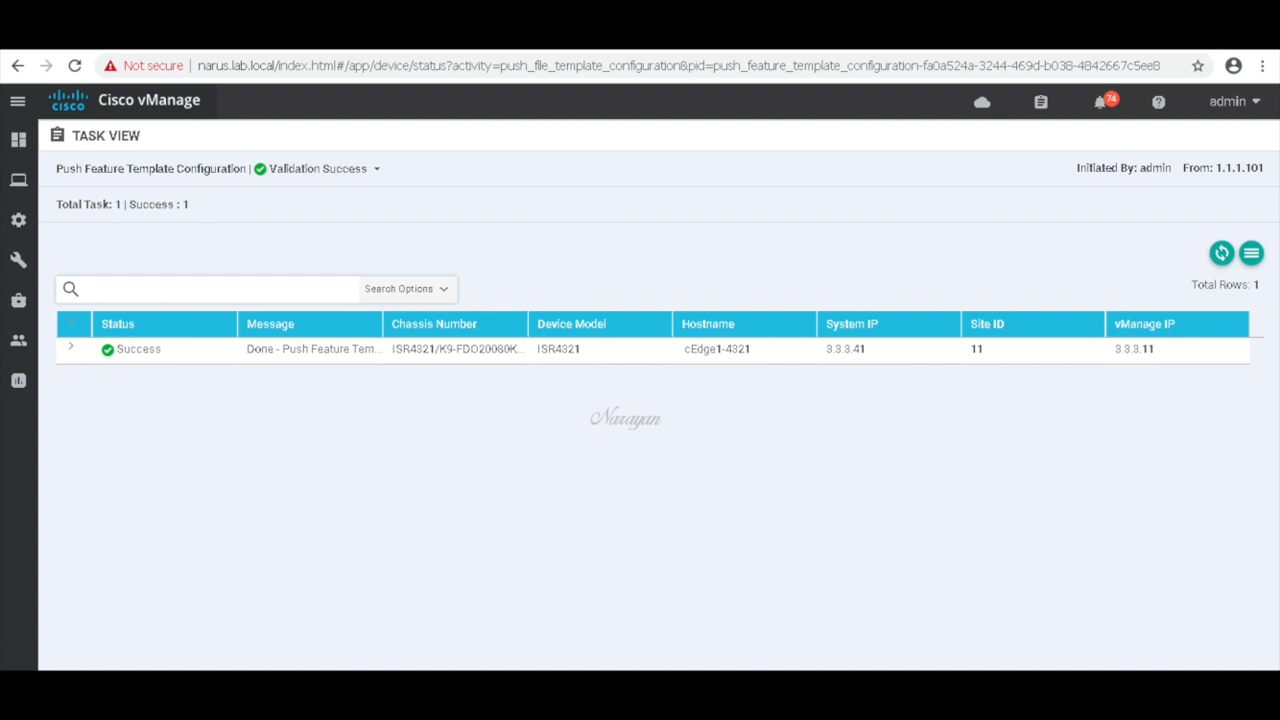 Not secure | narus.lab.local/index.html#/app/device/status?activity=push_file_template_configuration&pid=push_feature_template_configuration-fa0a524a-3244-469d-b038-4842667c5ee8
CISCO Cisco vManage 74 admin
TASK VIEW
Push Feature Template Configuration | Validation Success Initiated By: admin From: 1.1.1.101
Total Task: 1 | Success : 1
Search Options Total Rows: 1
Status Message Chassis Number Device Model Hostname System IP Site ID vManage IP
Success Done - Push Feature Tem... ISR4321/K9-FDO20080K... ISR4321 cEdge1-4321 3.3.3.41 11 3.3.3.11
Narayan